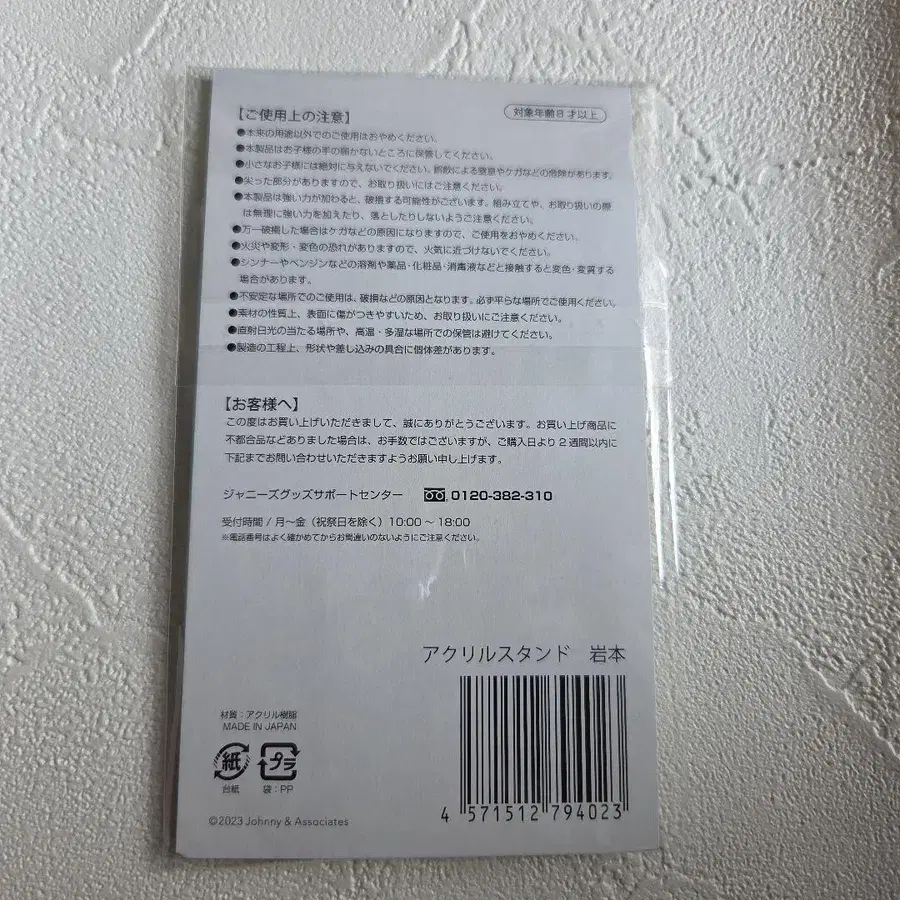 【ご使用上の注意】
対象年齢8才以上
●本来の用途以外でのご使用はおやめください。
●本製品はお子様の手の届かないところに保管してください。
●小さなお子様には絶対に与えないでください。誤飲による窒息やケガなどの危険があります。
●尖った部分がありますので、お取り扱いにはご注意ください。
●本製品は強い力が加わると、破損する可能性がございます。組み立てや、お取り扱いの際
は無理に強い力を加えたり、落としたりしないようご注意ください。
●万一破損した場合はケガなどの原因になりますので、ご使用をおやめください。
●火災や変形・変色の恐れがありますので、火気に近づけないでください。
●シンナーやベンジンなどの溶剤や薬品・化粧品・消毒液などと接触すると変色・変質する
場合があります。
●不安定な場所でのご使用は、破損などの原因となります。必ず平らな場所でご使用ください。
●素材の性質上、表面に傷がつきやすいため、お取り扱いにご注意ください。
●直射日光の当たる場所や、高温・多湿な場所での保管は避けてください。
●製造の工程上、形状や差し込みの具合に個体差があります。
【お客様へ】
この度はお買い上げいただきまして、誠にありがとうございます。お買い上げ商品に
不都合品などありました場合は、お手数ではございますが、ご購入日より2週間以内に
下記までお問い合わせいただきますようお願い申し上げます。
ジャニーズグッズサポートセンター 0120-382-310
受付時間 / 月〜金（祝祭日を除く）10:00 〜 18:00
※電話番号はよく確かめてからお間違いのないようにご注意ください。
アクリルスタンド 岩本
材質：アクリル樹脂
MADE IN JAPAN
紙
プラ
台紙
袋：PP
4 571512 794023
©2023 Johnny & Associates